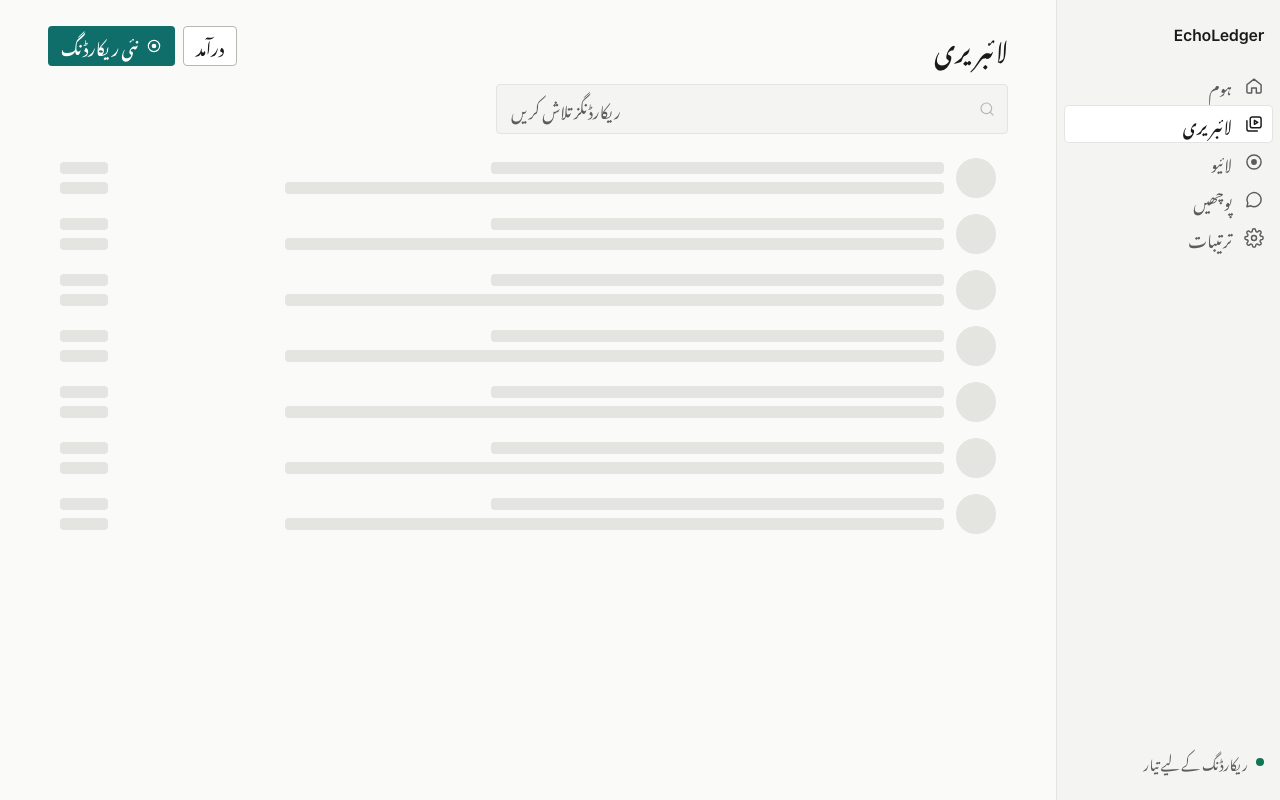 EchoLedger
ہوم
لائبریری
لائیو
پوچھیں
ترتیبات
ریکارڈنگ کے لیے تیار
لائبریری
درآمد
نئی ریکارڈنگ
ریکارڈنگز تلاش کریں